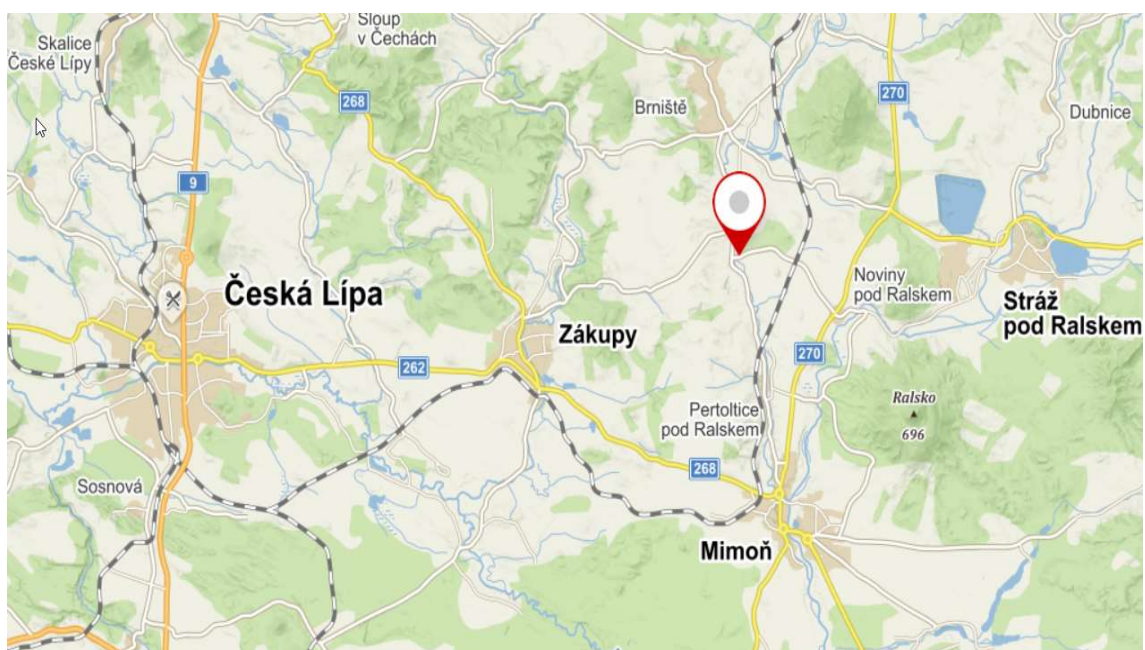 Sloup
v Čechách
Skalice
České Lípy
268
270
Brniště
Dubnice
9
Česká Lípa
Noviny
pod Ralskem
Stráž
pod Ralskem
Zákupy
262
270
Ralsko
696
Pertoltice
pod Ralskem
268
Sosnová
Mimoň